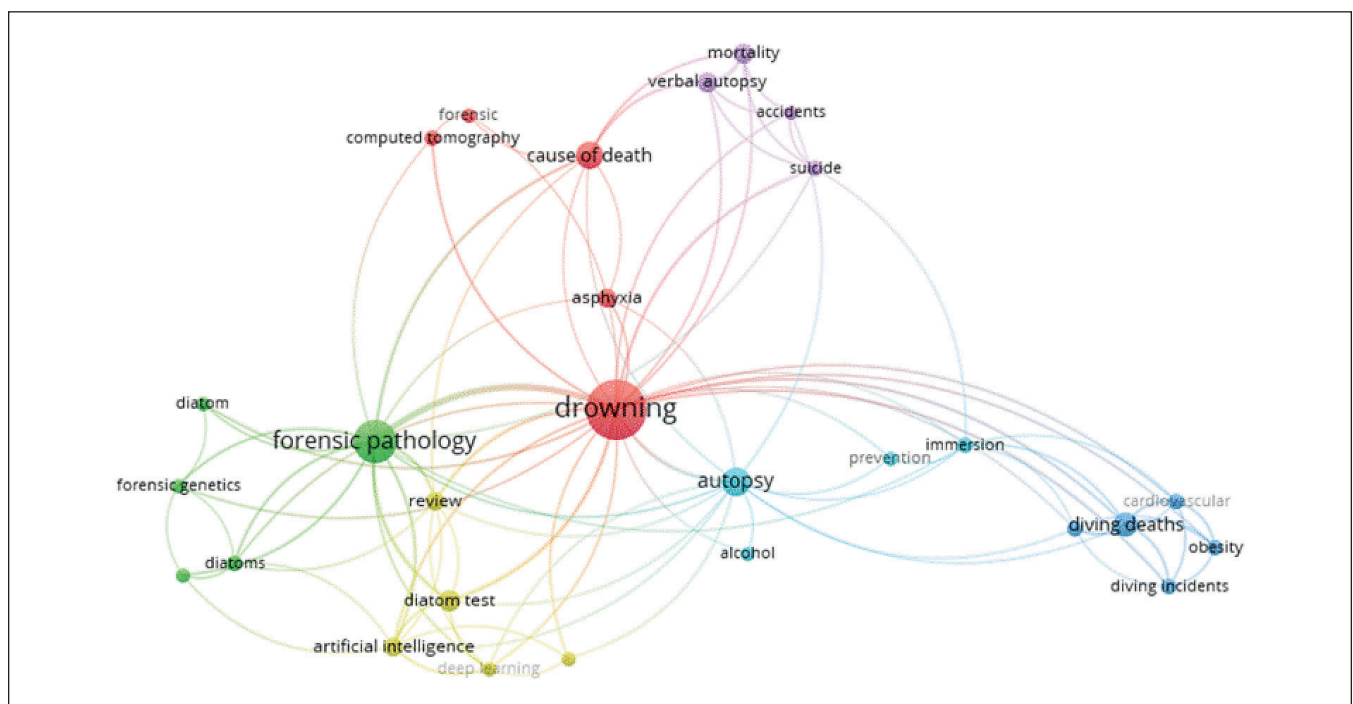 mortality
verbal autopsy
accidents
forensic
computed tomography
cause of death
suicide
asphyxia
diatom
drowning
forensic pathology
immersion
prevention
autopsy
forensic genetics
review
cardiovascular
diving deaths
obesity
alcohol
diatoms
diving incidents
diatom test
artificial intelligence
deep learning